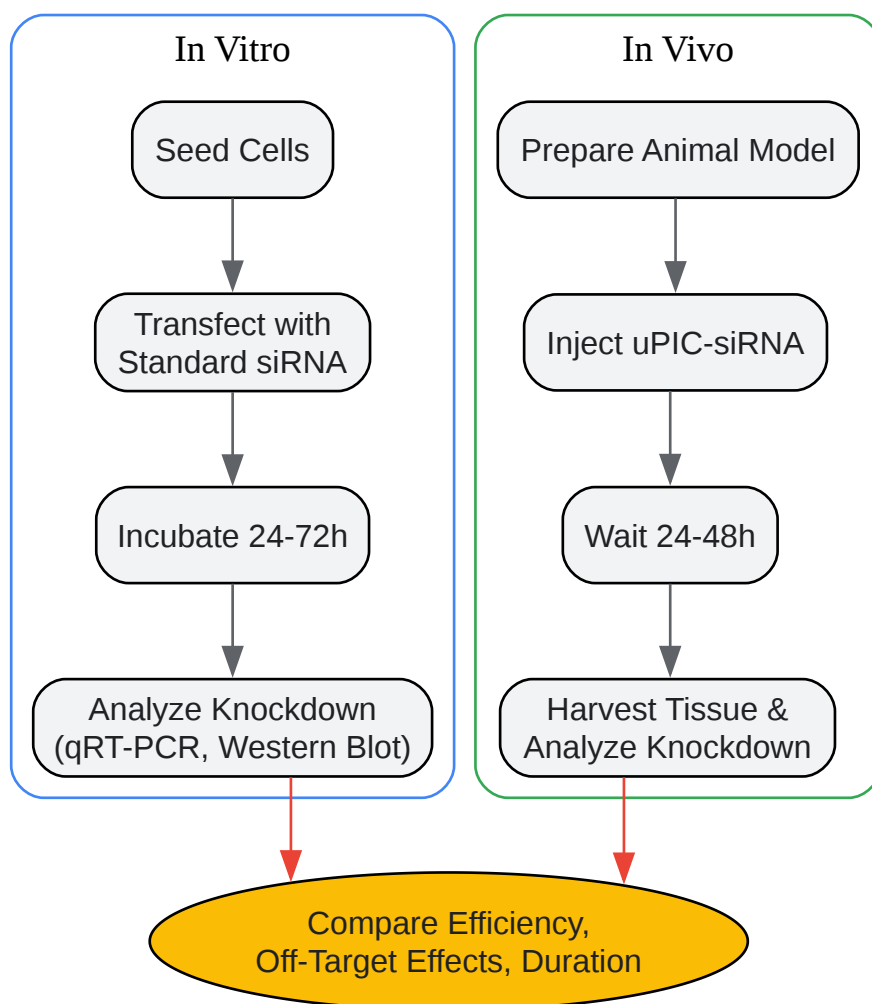 In Vitro
Seed Cells
Transfect with
Standard siRNA
Incubate 24-72h
Analyze Knockdown
(qRT-PCR, Western Blot)
In Vivo
Prepare Animal Model
Inject uPIC-siRNA
Wait 24-48h
Harvest Tissue &
Analyze Knockdown
Compare Efficiency,
Off-Target Effects, Duration